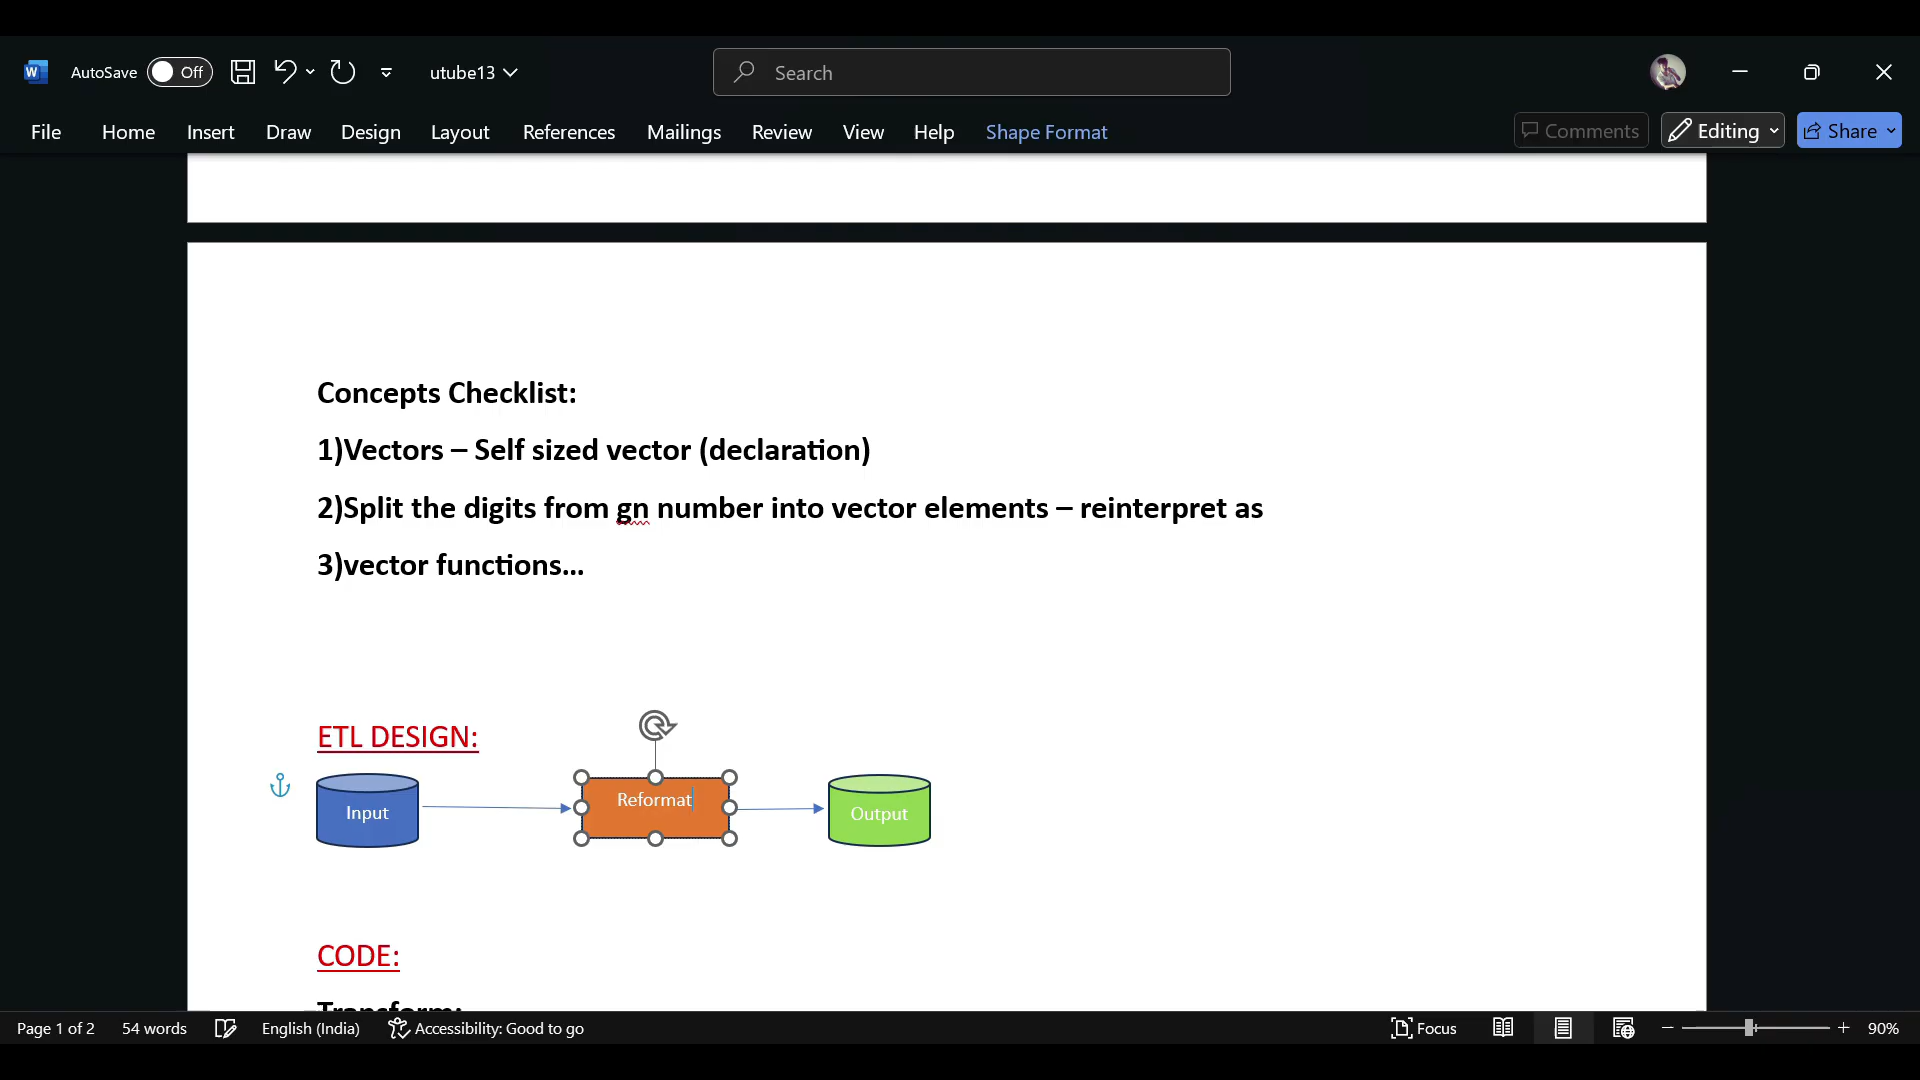 AutoSave Off utube13 Search
File Home Insert Draw Design Layout References Mailings Review View Help Shape Format Comments Editing Share
Concepts Checklist:
1)Vectors – Self sized vector (declaration)
2)Split the digits from gn number into vector elements – reinterpret as
3)vector functions...
ETL DESIGN:
Input Reformat Output
CODE:
Transform:
Page 1 of 2 54 words English (India) Accessibility: Good to go Focus 90%